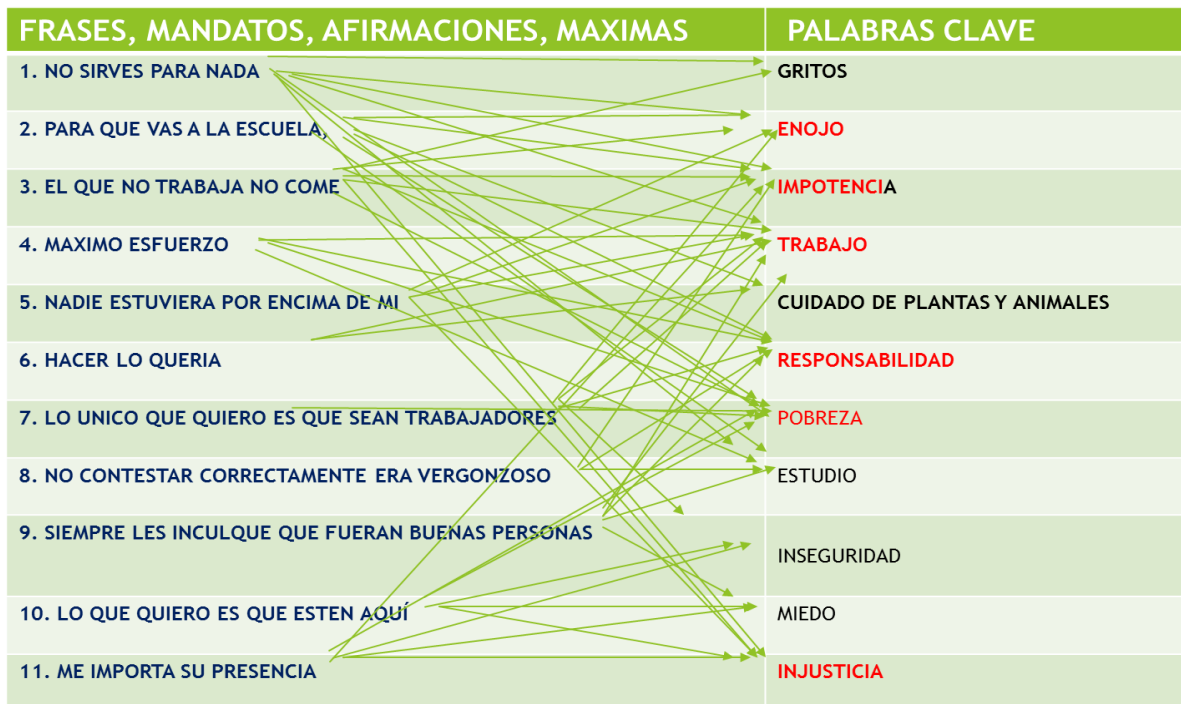 FRASES, MANDATOS, AFIRMACIONES, MAXIMAS PALABRAS CLAVE
1. NO SIRVES PARA NADA GRITOS
2. PARA QUE VAS A LA ESCUELA, ENOJO
3. EL QUE NO TRABAJA NO COME IMPOTENCIA
4. MAXIMO ESFUERZO TRABAJO
5. NADIE ESTUVIERA POR ENCIMA DE MI CUIDADO DE PLANTAS Y ANIMALES
6. HACER LO QUERIA RESPONSABILIDAD
7. LO UNICO QUE QUIERO ES QUE SEAN TRABAJADORES POBREZA
8. NO CONTESTAR CORRECTAMENTE ERA VERGONZOSO ESTUDIO
9. SIEMPRE LES INCULQUE QUE FUERAN BUENAS PERSONAS
INSEGURIDAD
10. LO QUE QUIERO ES QUE ESTEN AQUÍ MIEDO
11. ME IMPORTA SU PRESENCIA INJUSTICIA